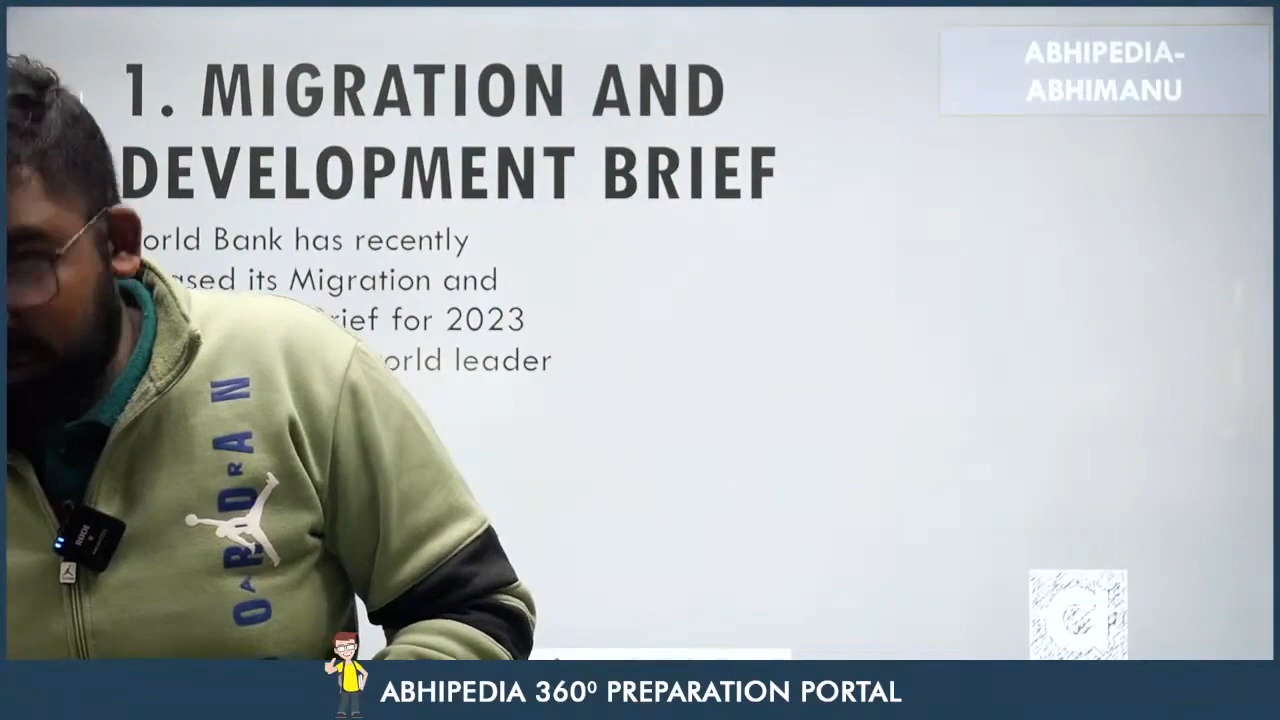 ABHIPEDIA-
ABHIMANU
1. MIGRATION AND
DEVELOPMENT BRIEF
orld Bank has recently
ased its Migration and
rief for 2023
orld leader
JORDAN
RODE
ABHIPEDIA 360⁰ PREPARATION PORTAL